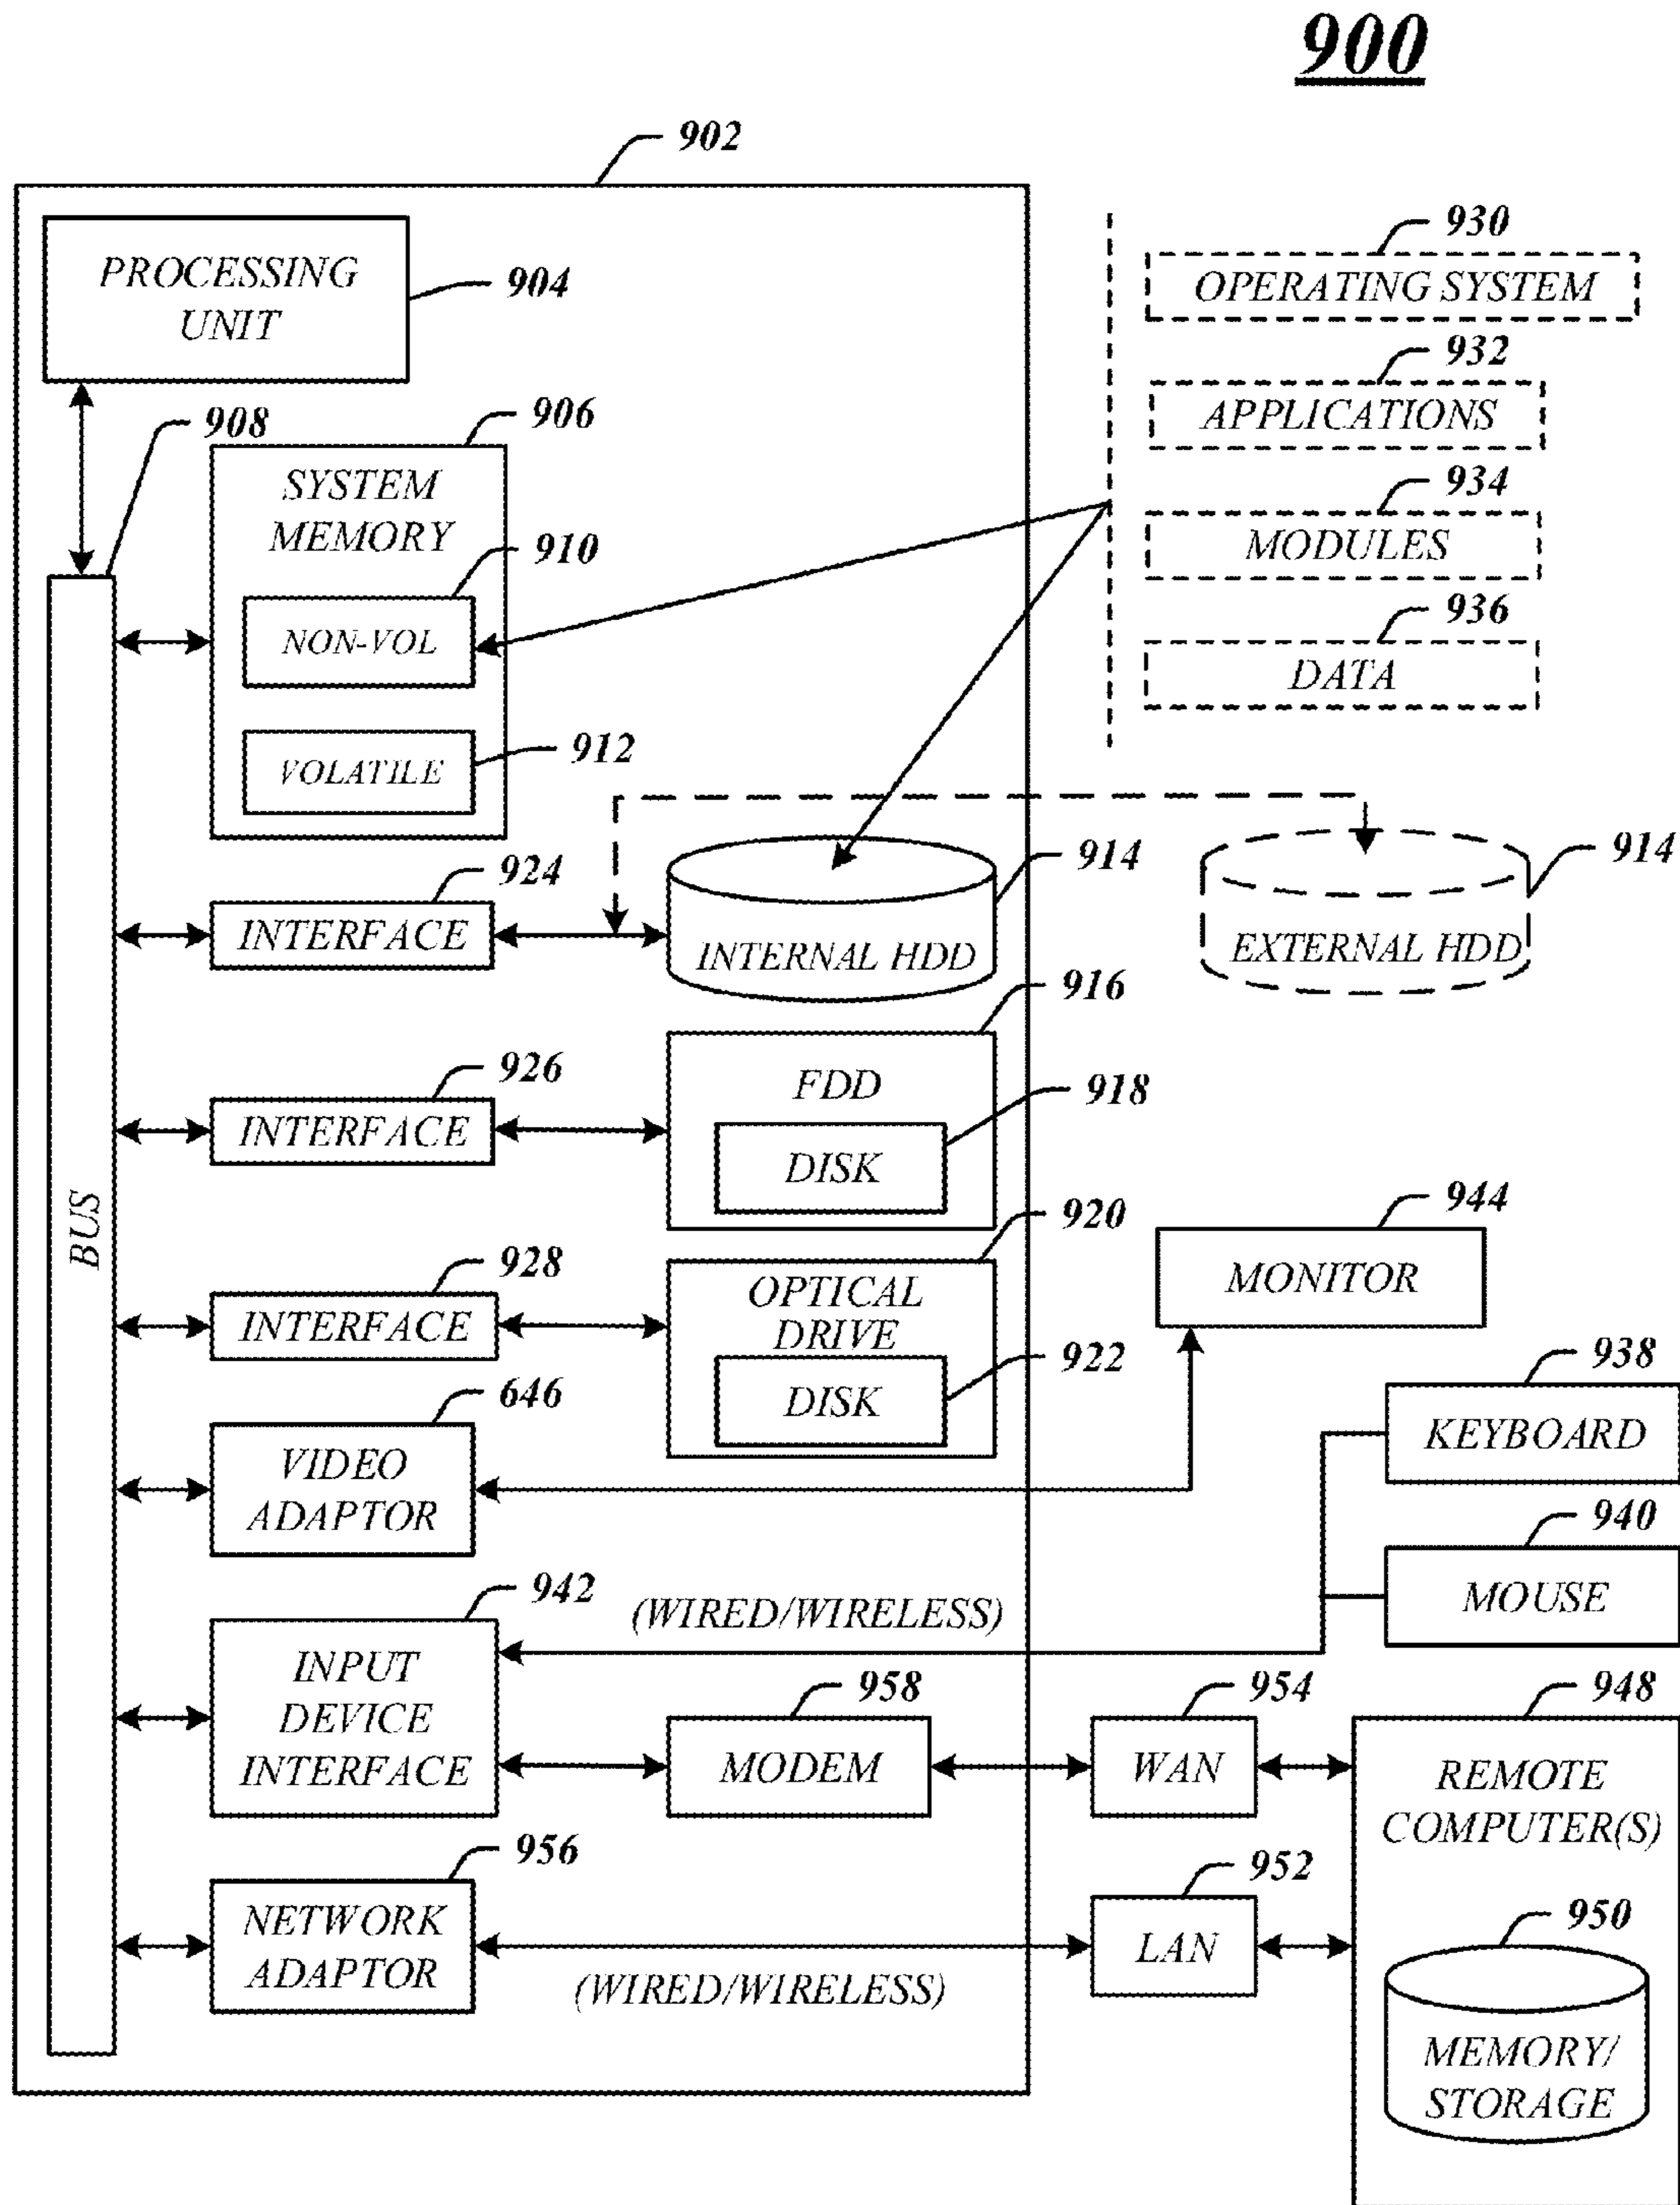 900
902
PROCESSING
UNIT
904
908
906
SYSTEM
MEMORY
910
NON-VOL
912
VOLATILE
930
OPERATING SYSTEM
932
APPLICATIONS
934
MODULES
936
DATA
BUS
924
INTERFACE
914
INTERNAL HDD
914
EXTERNAL HDD
926
INTERFACE
916
FDD
918
DISK
928
INTERFACE
920
OPTICAL
DRIVE
922
DISK
944
MONITOR
646
VIDEO
ADAPTOR
938
KEYBOARD
940
MOUSE
942
INPUT
DEVICE
INTERFACE
(WIRED/WIRELESS)
958
MODEM
954
WAN
948
REMOTE
COMPUTER(S)
956
NETWORK
ADAPTOR
(WIRED/WIRELESS)
952
LAN
950
MEMORY/
STORAGE